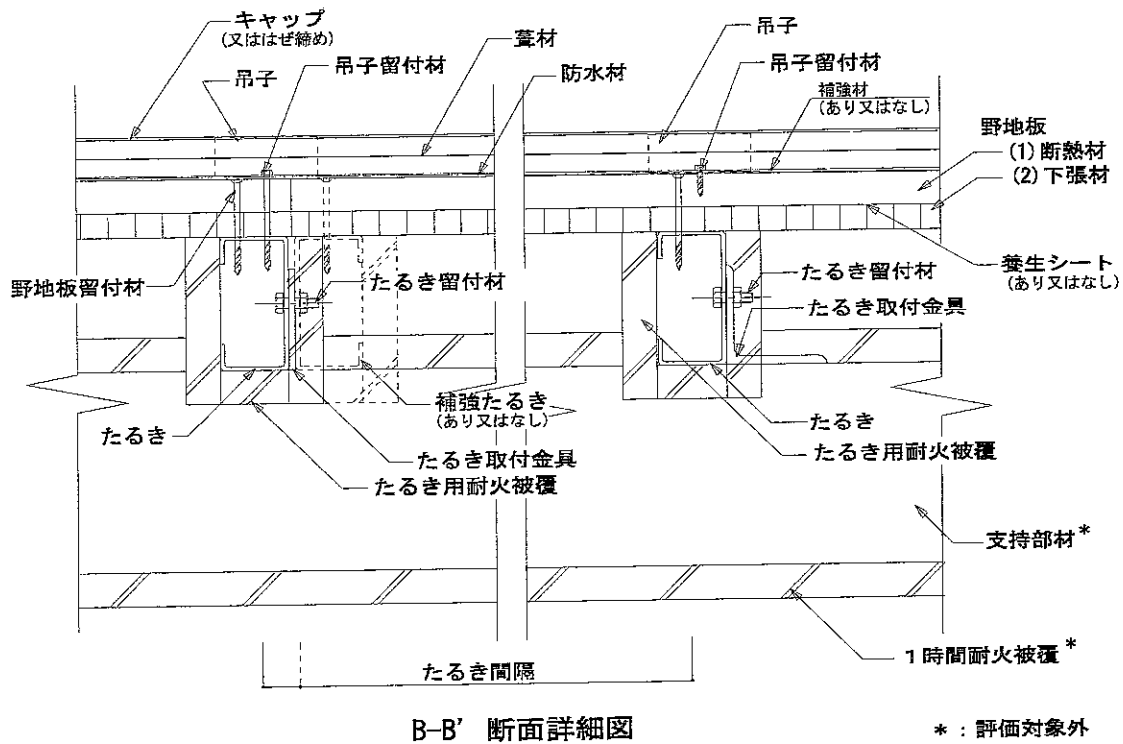 キャップ
(又ははぜ締め)
吊子
吊子留付材
葺材
防水材
吊子
吊子留付材
補強材
(あり又はなし)
野地板
(1) 断熱材
(2) 下張材
野地板留付材
たるき留付材
養生シート
(あり又はなし)
たるき留付材
たるき取付金具
補強たるき
(あり又はなし)
たるき
たるき取付金具
たるき用耐火被覆
たるき
たるき用耐火被覆
支持部材*
1時間耐火被覆*
たるき間隔
B-B' 断面詳細図
*:評価対象外